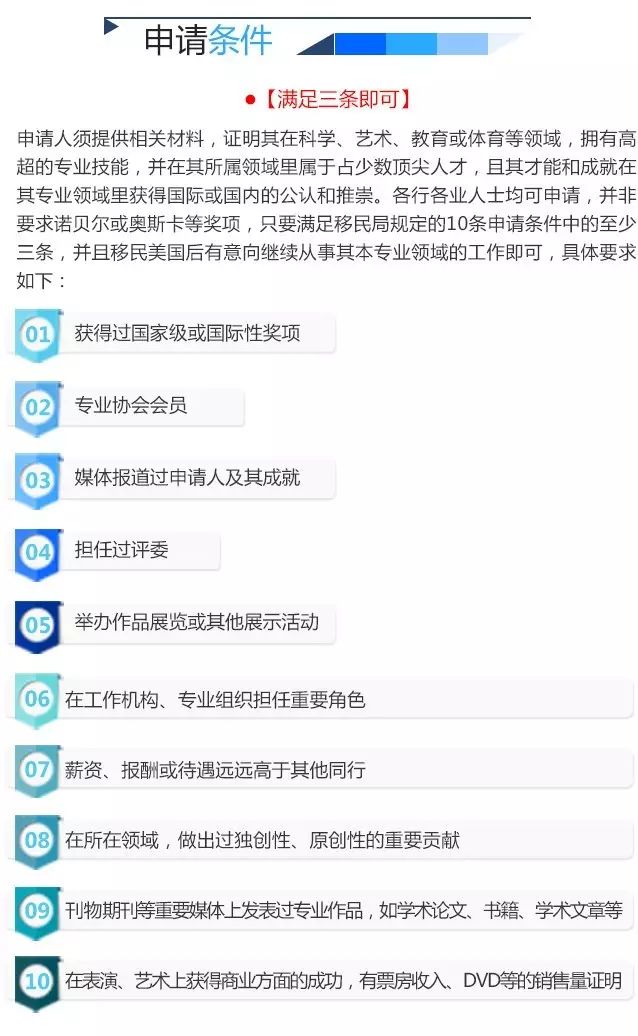 申请条件
●【满足三条即可】
申请人须提供相关材料，证明其在科学、艺术、教育或体育等领域，拥有高
超的专业技能，并在其所属领域里属于占少数顶尖人才，且其才能和成就在
其专业领域里获得国际或国内的公认和推崇。各行各业人士均可申请，并非
要求诺贝尔或奥斯卡等奖项，只要满足移民局规定的10条申请条件中的至少
三条，并且移民美国后有意向继续从事其本专业领域的工作即可，具体要求
如下：
01 获得过国家级或国际性奖项
02 专业协会会员
03 媒体报道过申请人及其成就
04 担任过评委
05 举办作品展览或其他展示活动
06 在工作机构、专业组织担任重要角色
07 薪资、报酬或待遇远远高于其他同行
08 在所在领域，做出过独创性、原创性的重要贡献
09 刊物期刊等重要媒体上发表过专业作品，如学术论文、书籍、学术文章等
10 在表演、艺术上获得商业方面的成功，有票房收入、DVD等的销售量证明